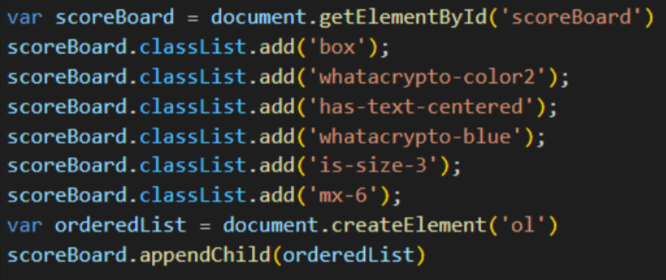 var scoreBoard = document.getElementById('scoreBoard')
scoreBoard.classList.add('box');
scoreBoard.classList.add('whatacrypto-color2');
scoreBoard.classList.add('has-text-centered');
scoreBoard.classList.add('whatacrypto-blue');
scoreBoard.classList.add('is-size-3');
scoreBoard.classList.add('mx-6');
var orderedList = document.createElement('ol')
scoreBoard.appendChild(orderedList)